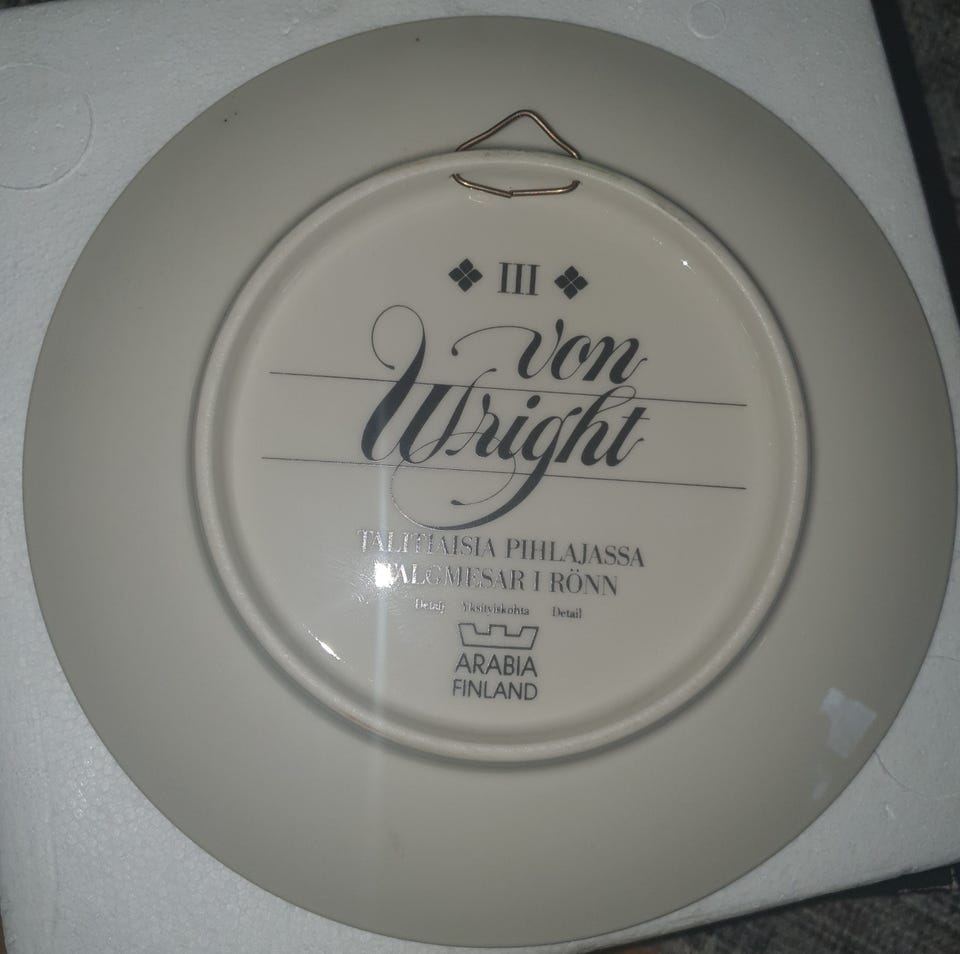 III
von
Wright
TALITIAISIA PIHLAJASSA
TALGMESAR I RÖNN
Detalj Yksityiskohta Detail
ARABIA
FINLAND